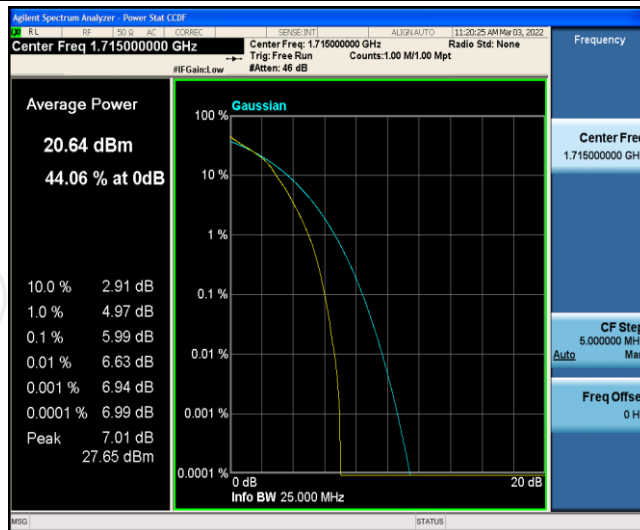 Agilent Spectrum Analyzer - Power Stat CCDF
RL RF 50 Ω AC CORREC SENSE:INT ALIGNAUTO 11:20:25 AM Mar 03, 2022
Center Freq 1.715000000 GHz
Center Freq: 1.715000000 GHz Radio Std: None
Trig: Free Run Counts:1.00 M/1.00 Mpt
#IFGain:Low #Atten: 46 dB
Frequency
Average Power
20.64 dBm
44.06 % at 0dB
10.0 % 2.91 dB
1.0 % 4.97 dB
0.1 % 5.99 dB
0.01 % 6.63 dB
0.001 % 6.94 dB
0.0001 % 6.99 dB
Peak 7.01 dB
27.65 dBm
Gaussian
100 %
10 %
1 %
0.1 %
0.01 %
0.001 %
0.0001 %
0 dB 20 dB
Info BW 25.000 MHz
Center Freq
1.715000000 GH
CF Step
5.000000 MH
Auto Ma
Freq Offse
0 H
MSG STATUS